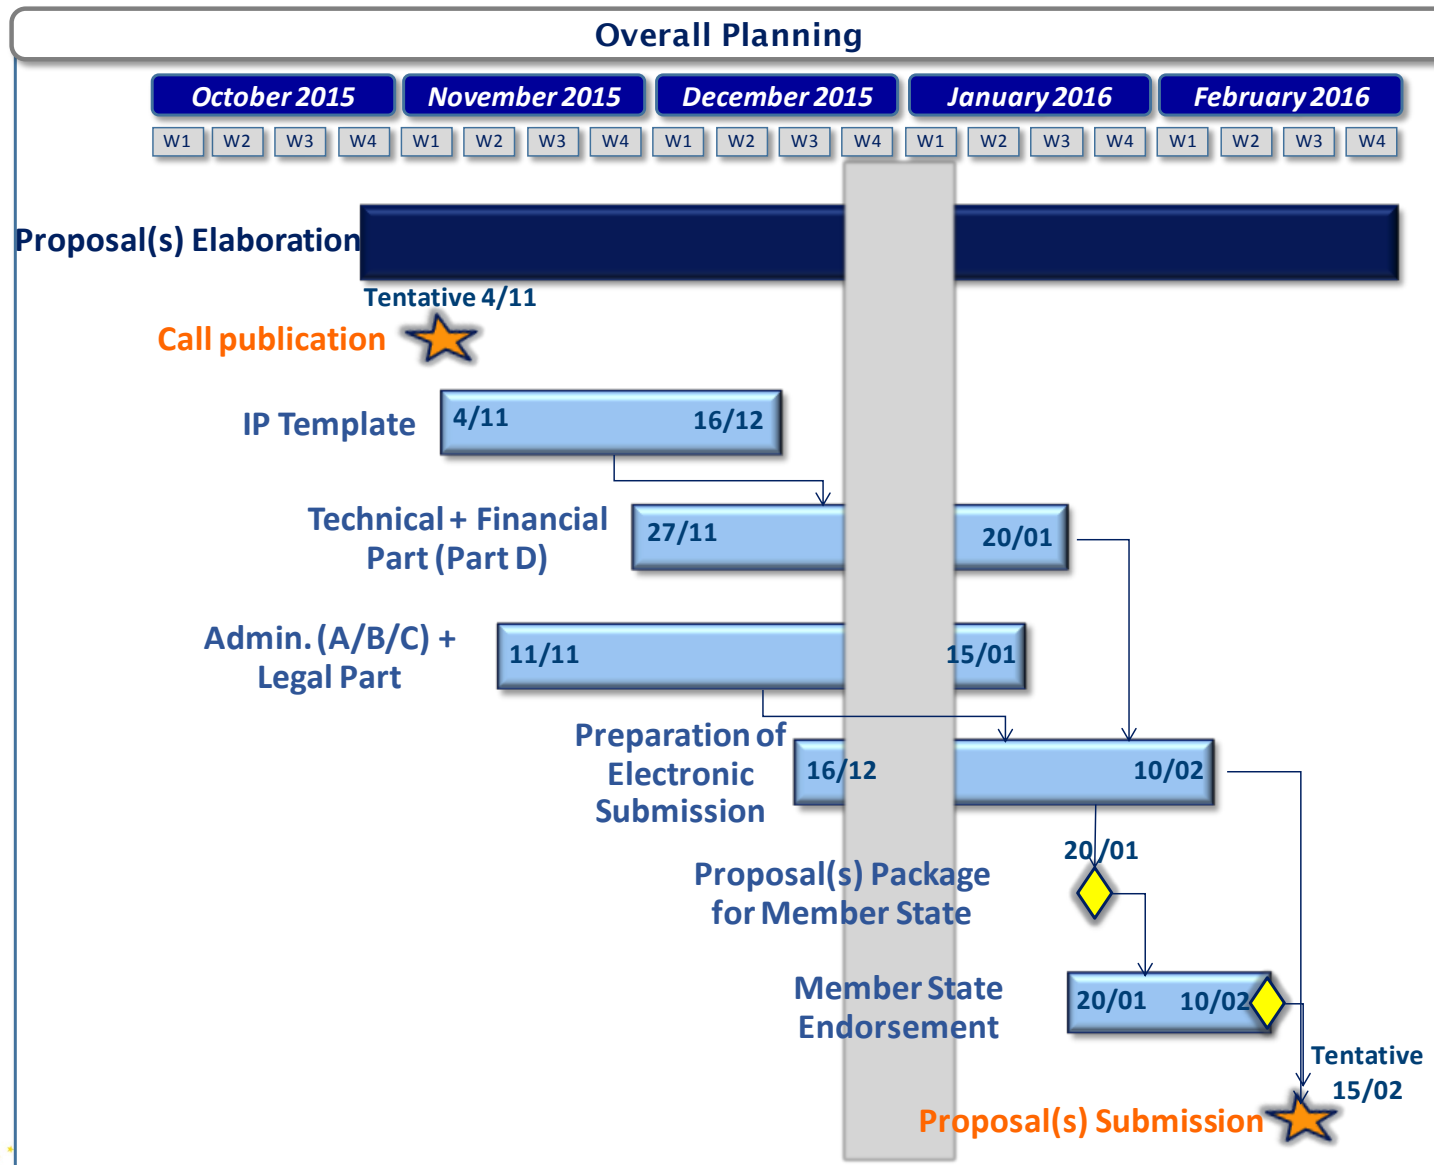 Overall Planning
October 2015 November 2015 December 2015 January 2016 February 2016
W1 W2 W3 W4 W1 W2 W3 W4 W1 W2 W3 W4 W1 W2 W3 W4 W1 W2 W3 W4
Proposal(s) Elaboration
Tentative 4/11
Call publication
IP Template
4/11 16/12
Technical + Financial
Part (Part D)
27/11 20/01
Admin. (A/B/C) +
Legal Part
11/11 15/01
Preparation of
Electronic
Submission
16/12 10/02
20/01
Proposal(s) Package
for Member State
Member State
Endorsement
20/01 10/02
Tentative
15/02
Proposal(s) Submission